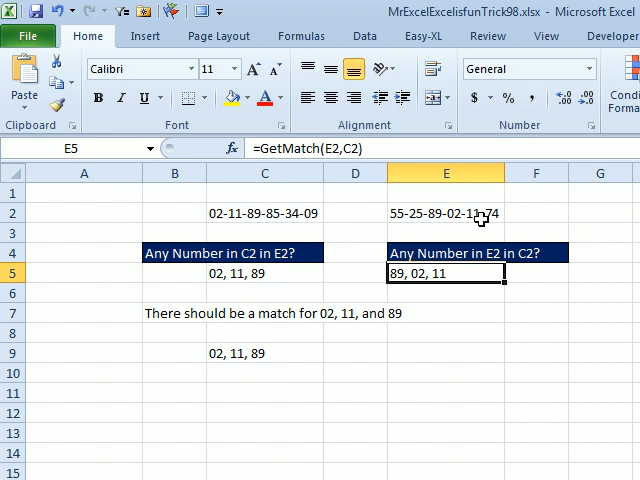 MrExcelExcelisfunTrick98.xlsx - Microsoft Excel
File Home Insert Page Layout Formulas Data Easy-XL Review View Developer
Paste Calibri 11 A A General
B I U A $ % , .00 .0 Condi
Forma
Clipboard Font Alignment Number
E5 fx =GetMatch(E2,C2)
A B C D E F G
1
2 02-11-89-85-34-09 55-25-89-02-11-74
3
4 Any Number in C2 in E2? Any Number in E2 in C2?
5 02, 11, 89 89, 02, 11
6
7 There should be a match for 02, 11, and 89
8
9 02, 11, 89
10
11
12
13
14
15